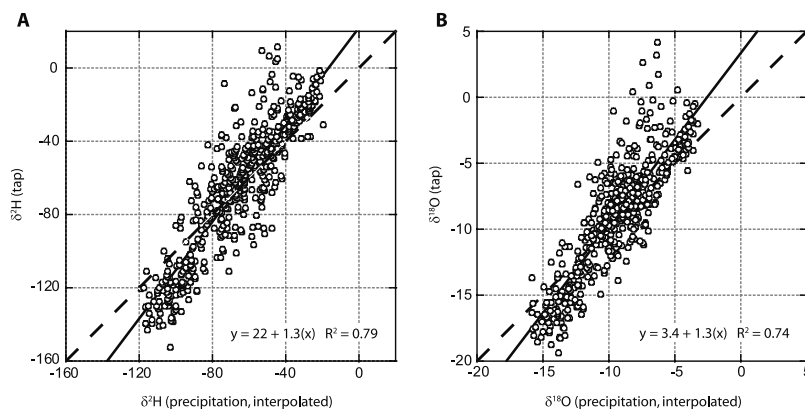 A
0
-40
-80
-120
-160
-160
-120
-80
-40
0
δ²H (tap)
y = 22 + 1.3(x) R² = 0.79
δ²H (precipitation, interpolated)
B
5
0
-5
-10
-15
-20
-20
-15
-10
-5
0
5
δ¹⁸O (tap)
y = 3.4 + 1.3(x) R² = 0.74
δ¹⁸O (precipitation, interpolated)